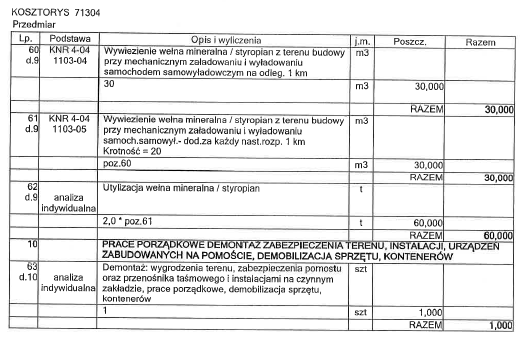 KOSZTORYS 71304
Przedmiar
Lp. Podstawa Opis i wyliczenia j.m. Poszcz. Razem
60 KNR 4-04 Wywiezienie wełna mineralna / styropian z terenu budowy m3
d.9 1103-04 przy mechanicznym załadowaniu i wyładowaniu
samochodem samowyładowczym na odleg. 1 km
30 m3 30,000
RAZEM 30,000
61 KNR 4-04 Wywiezienie wełna mineralna / styropian z terenu budowy m3
d.9 1103-05 przy mechanicznym załadowaniu i wyładowaniu
samoch.samowył.- dod.za każdy nast.rozp. 1 km
Krotność = 20
poz.60 m3 30,000
RAZEM 30,000
62 Utylizacja wełna mineralna / styropian t
d.9 analiza
indywidualna
2,0 * poz.61 t 60,000
RAZEM 60,000
10 PRACE PORZĄDKOWE DEMONTAŻ ZABEZPIECZENIA TERENU, INSTALACJI, URZĄDZEŃ
ZABUDOWANYCH NA POMOŚCIE, DEMOBILIZACJA SPRZĘTU, KONTENERÓW
63 Demontaż: wygrodzenia terenu, zabezpieczenia pomostu szt
d.10 analiza oraz przenośnika taśmowego i instalacjami na czynnym
indywidualna zakładzie, prace porządkowe, demobilizacja sprzętu,
kontenerów
1 szt 1,000
RAZEM 1,000